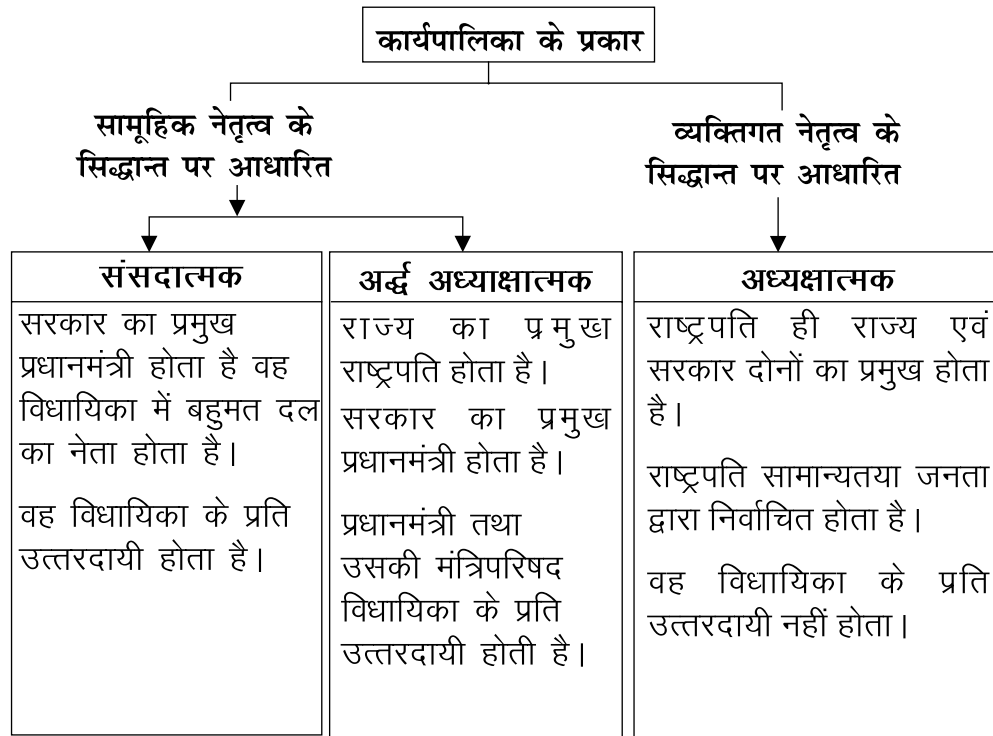 कार्यपालिका के प्रकार
सामूहिक नेतृत्व के
सिद्धान्त पर आधारित
व्यक्तिगत नेतृत्व के
सिद्धान्त पर आधारित
संसदात्मक
सरकार का प्रमुख
प्रधानमंत्री होता है वह
विधायिका में बहुमत दल
का नेता होता है।
वह विधायिका के प्रति
उत्तरदायी होता है।
अर्द्ध अध्याक्षात्मक
राज्य का प्रमुख
राष्ट्रपति होता है।
सरकार का प्रमुख
प्रधानमंत्री होता है।
प्रधानमंत्री तथा
उसकी मंत्रिपरिषद
विधायिका के प्रति
उत्तरदायी होती है।
अध्यक्षात्मक
राष्ट्रपति ही राज्य एवं
सरकार दोनों का प्रमुख होता
है।
राष्ट्रपति सामान्यतया जनता
द्वारा निर्वाचित होता है।
वह विधायिका के प्रति
उत्तरदायी नहीं होता।